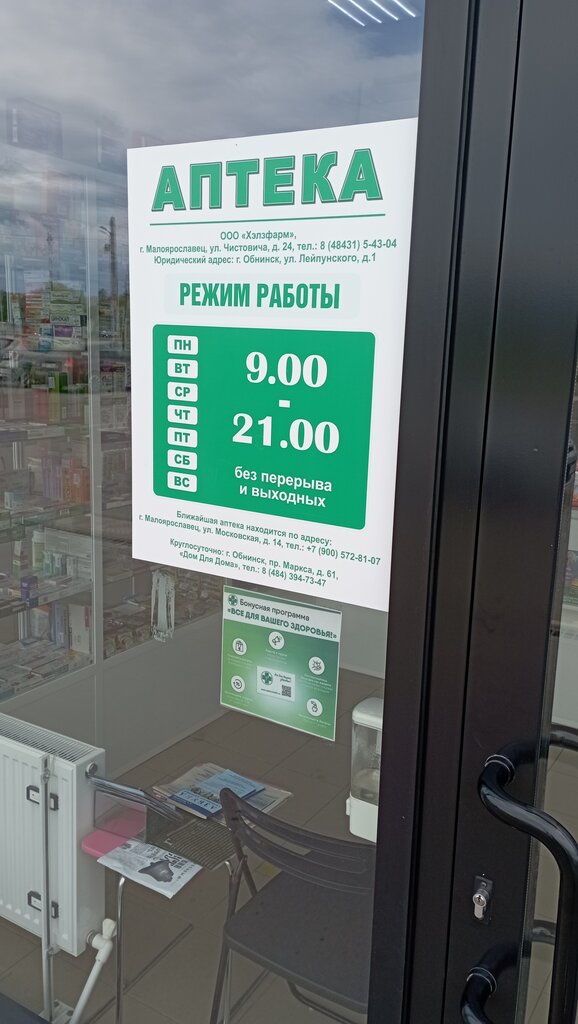 АПТЕКА
ООО «Хэлзфарм»,
г. Малоярославец, ул. Чистовича, д. 24, тел.: 8 (48431) 5-43-04
Юридический адрес: г. Обнинск, ул. Лейпунского, д.1
РЕЖИМ РАБОТЫ
ПН
ВТ
СР
ЧТ
ПТ
СБ
ВС
9.00
-
21.00
без перерыва
и выходных
Ближайшая аптека находится по адресу:
г. Малоярославец, ул. Московская, д. 14, тел.: +7 (900) 572-81-07
Круглосуточно: г. Обнинск, пр. Маркса, д. 61,
«Дом Для Дома», тел.: 8 (484) 394-73-47
Бонусная программа
«ВСЕ ДЛЯ ВАШЕГО ЗДОРОВЬЯ!»